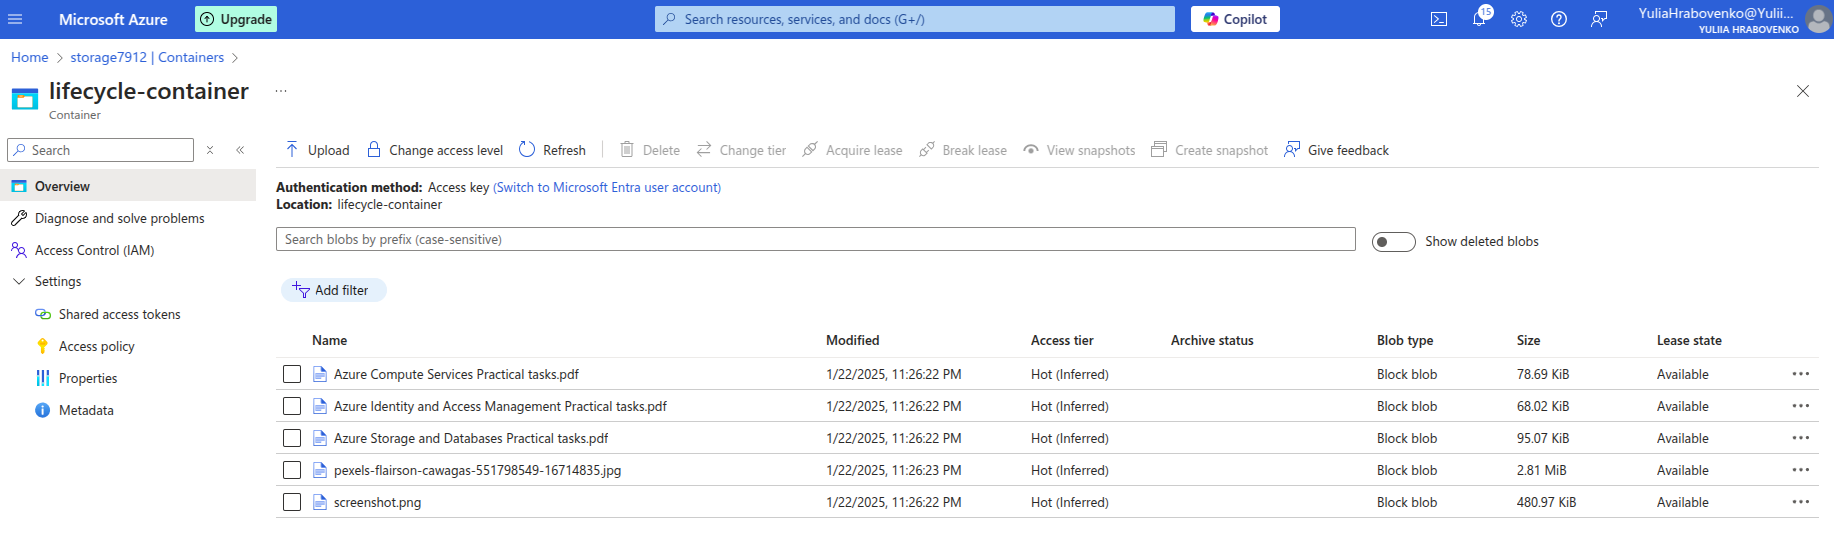 Microsoft Azure
Upgrade
Search resources, services, and docs (G+/)
Copilot
15
YuliaHrabovenko@Yulii...
YULIIA HRABOVENKO
Home
storage7912 | Containers
lifecycle-container
...
Container
Search
Upload
Change access level
Refresh
Delete
Change tier
Acquire lease
Break lease
View snapshots
Create snapshot
Give feedback
Overview
Diagnose and solve problems
Access Control (IAM)
Settings
Shared access tokens
Access policy
Properties
Metadata
Authentication method: Access key (Switch to Microsoft Entra user account)
Location: lifecycle-container
Search blobs by prefix (case-sensitive)
Show deleted blobs
Add filter
Name Modified Access tier Archive status Blob type Size Lease state
Azure Compute Services Practical tasks.pdf 1/22/2025, 11:26:22 PM Hot (Inferred) Block blob 78.69 KiB Available
Azure Identity and Access Management Practical tasks.pdf 1/22/2025, 11:26:22 PM Hot (Inferred) Block blob 68.02 KiB Available
Azure Storage and Databases Practical tasks.pdf 1/22/2025, 11:26:22 PM Hot (Inferred) Block blob 95.07 KiB Available
pexels-flairson-cawagas-551798549-16714835.jpg 1/22/2025, 11:26:23 PM Hot (Inferred) Block blob 2.81 MiB Available
screenshot.png 1/22/2025, 11:26:22 PM Hot (Inferred) Block blob 480.97 KiB Available